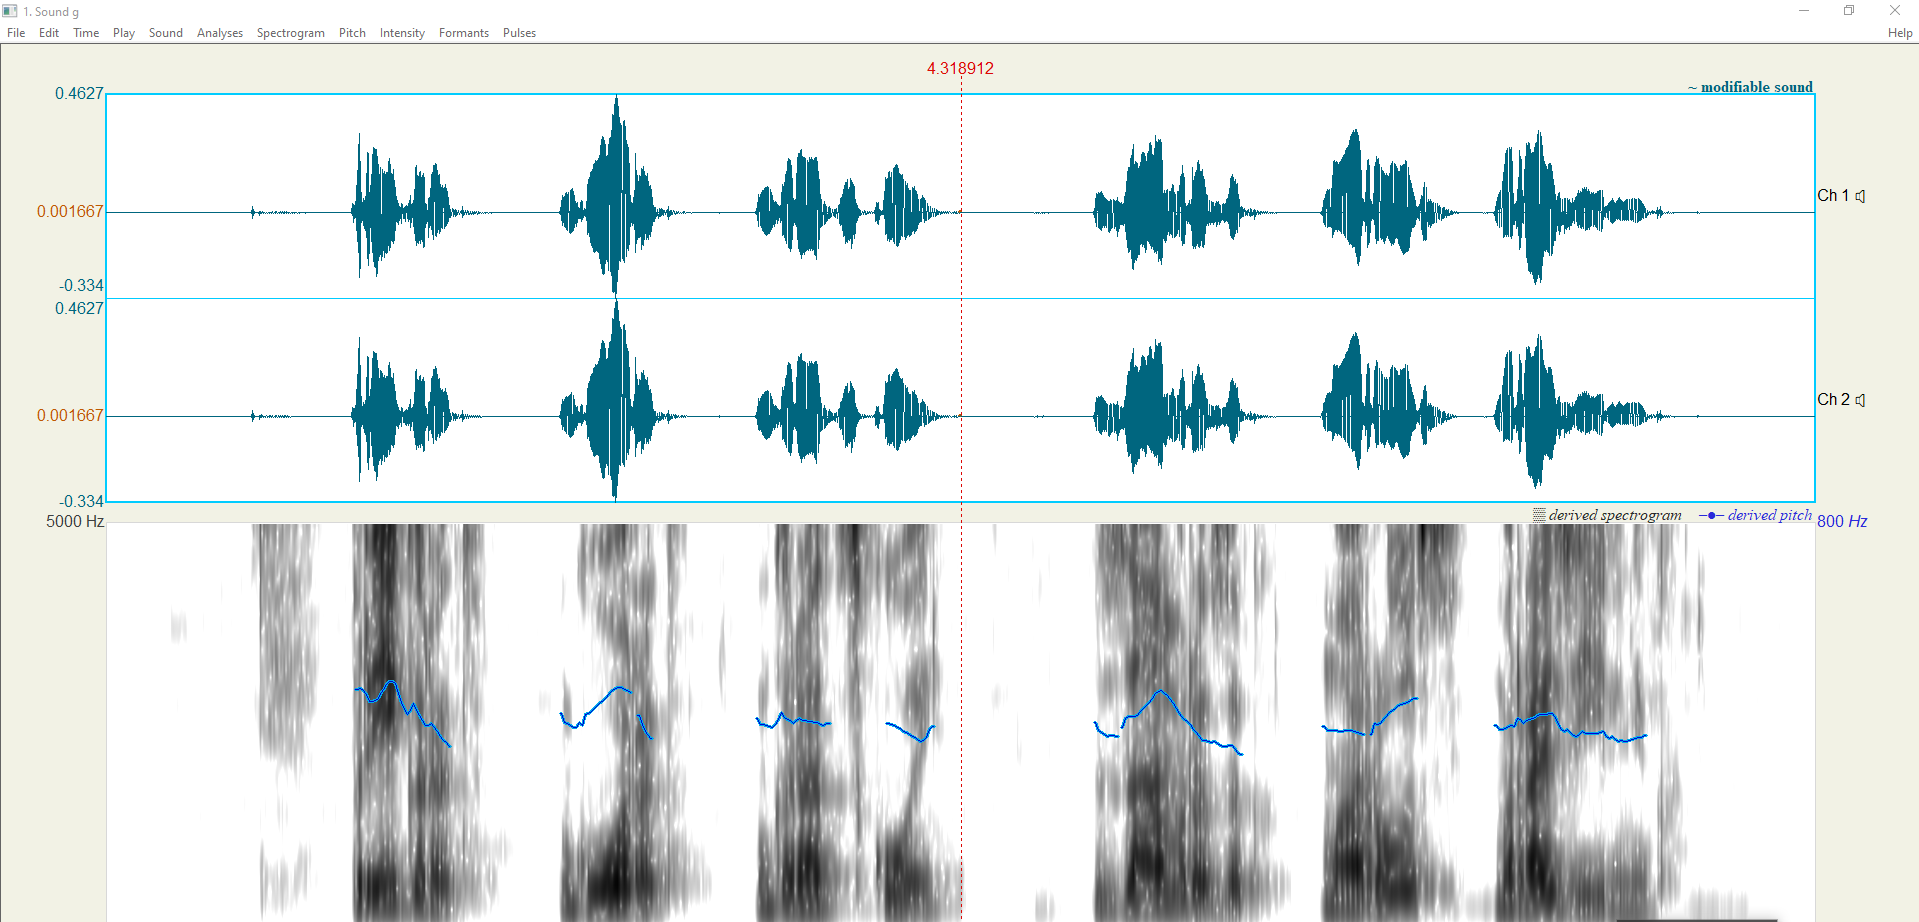 1. Sound g
File Edit Time Play Sound Analyses Spectrogram Pitch Intensity Formants Pulses Help
4.318912
~ modifiable sound
0.4627
0.001667
-0.334
Ch 1
0.4627
0.001667
-0.334
Ch 2
derived spectrogram derived pitch
5000 Hz 800 Hz